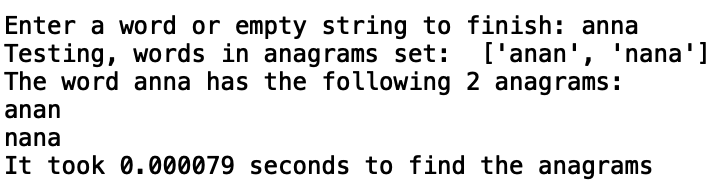 Enter a word or empty string to finish: anna
Testing, words in anagrams set:  ['anan', 'nana']
The word anna has the following 2 anagrams:
anan
nana
It took 0.000079 seconds to find the anagrams